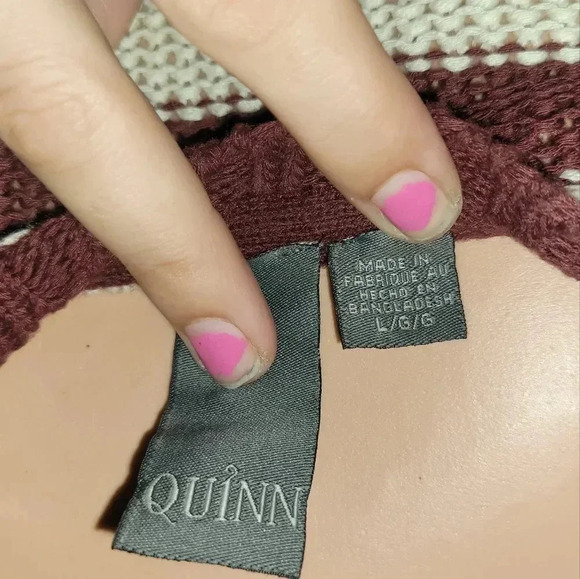 QUINN
MADE IN
FABRIQUE AU
HECHO EN
BANGLADESH
L/G/G